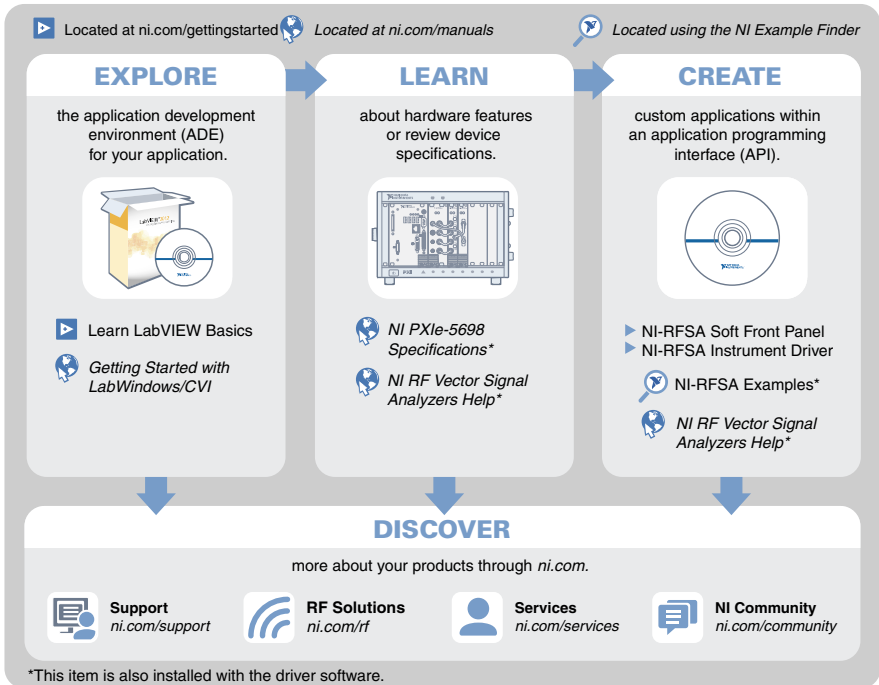 Located at ni.com/gettingstarted
Located at ni.com/manuals
Located using the NI Example Finder
EXPLORE
the application development
environment (ADE)
for your application.
LabVIEW
Learn LabVIEW Basics
Getting Started with
LabWindows/CVI
LEARN
about hardware features
or review device
specifications.
NI PXIe-5698
Specifications*
NI RF Vector Signal
Analyzers Help*
CREATE
custom applications within
an application programming
interface (API).
NI-RFSA Soft Front Panel
NI-RFSA Instrument Driver
NI-RFSA Examples*
NI RF Vector Signal
Analyzers Help*
DISCOVER
more about your products through ni.com.
Support
ni.com/support
RF Solutions
ni.com/rf
Services
ni.com/services
NI Community
ni.com/community
*This item is also installed with the driver software.